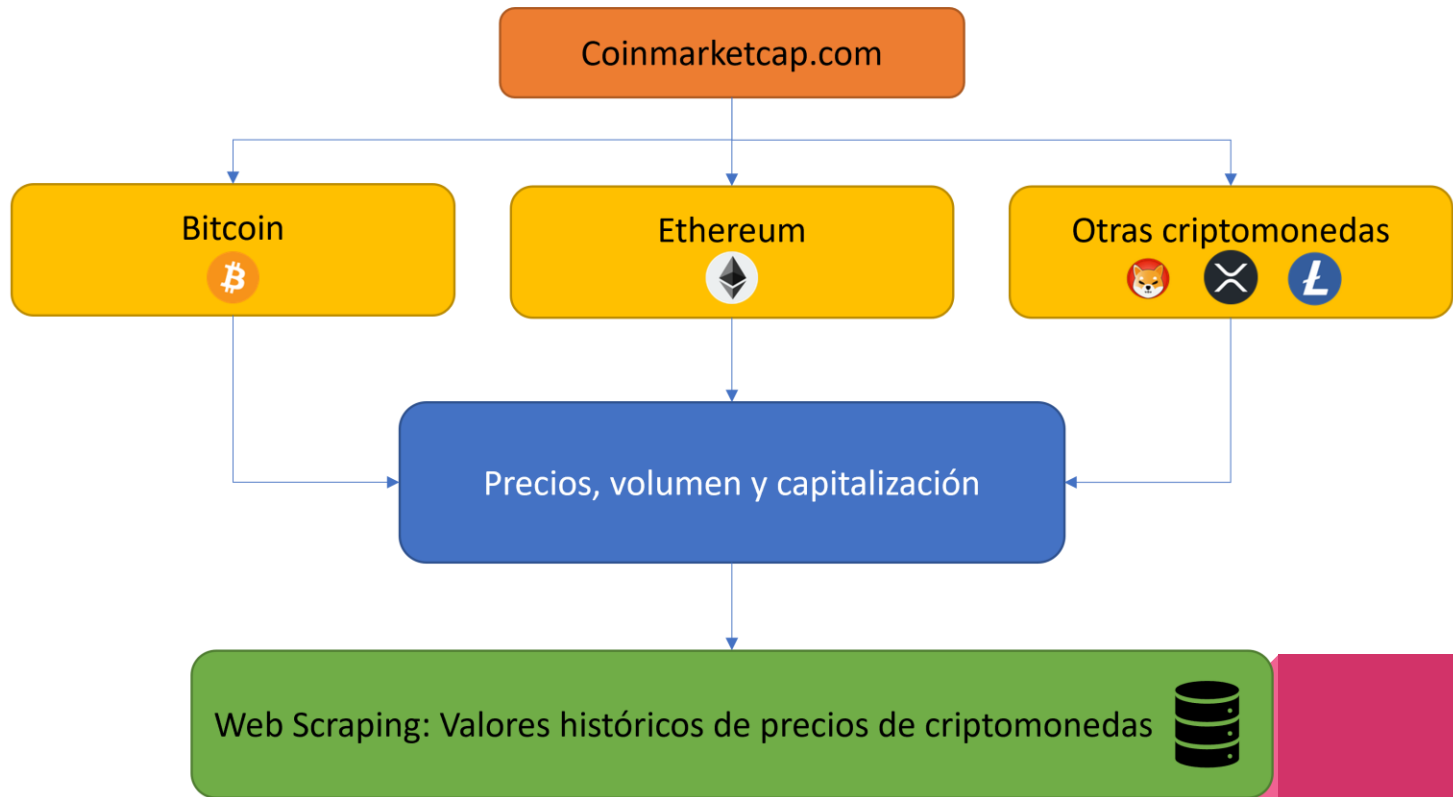 Coinmarketcap.com
Bitcoin
Ethereum
Otras criptomonedas
Precios, volumen y capitalización
Web Scraping: Valores históricos de precios de criptomonedas